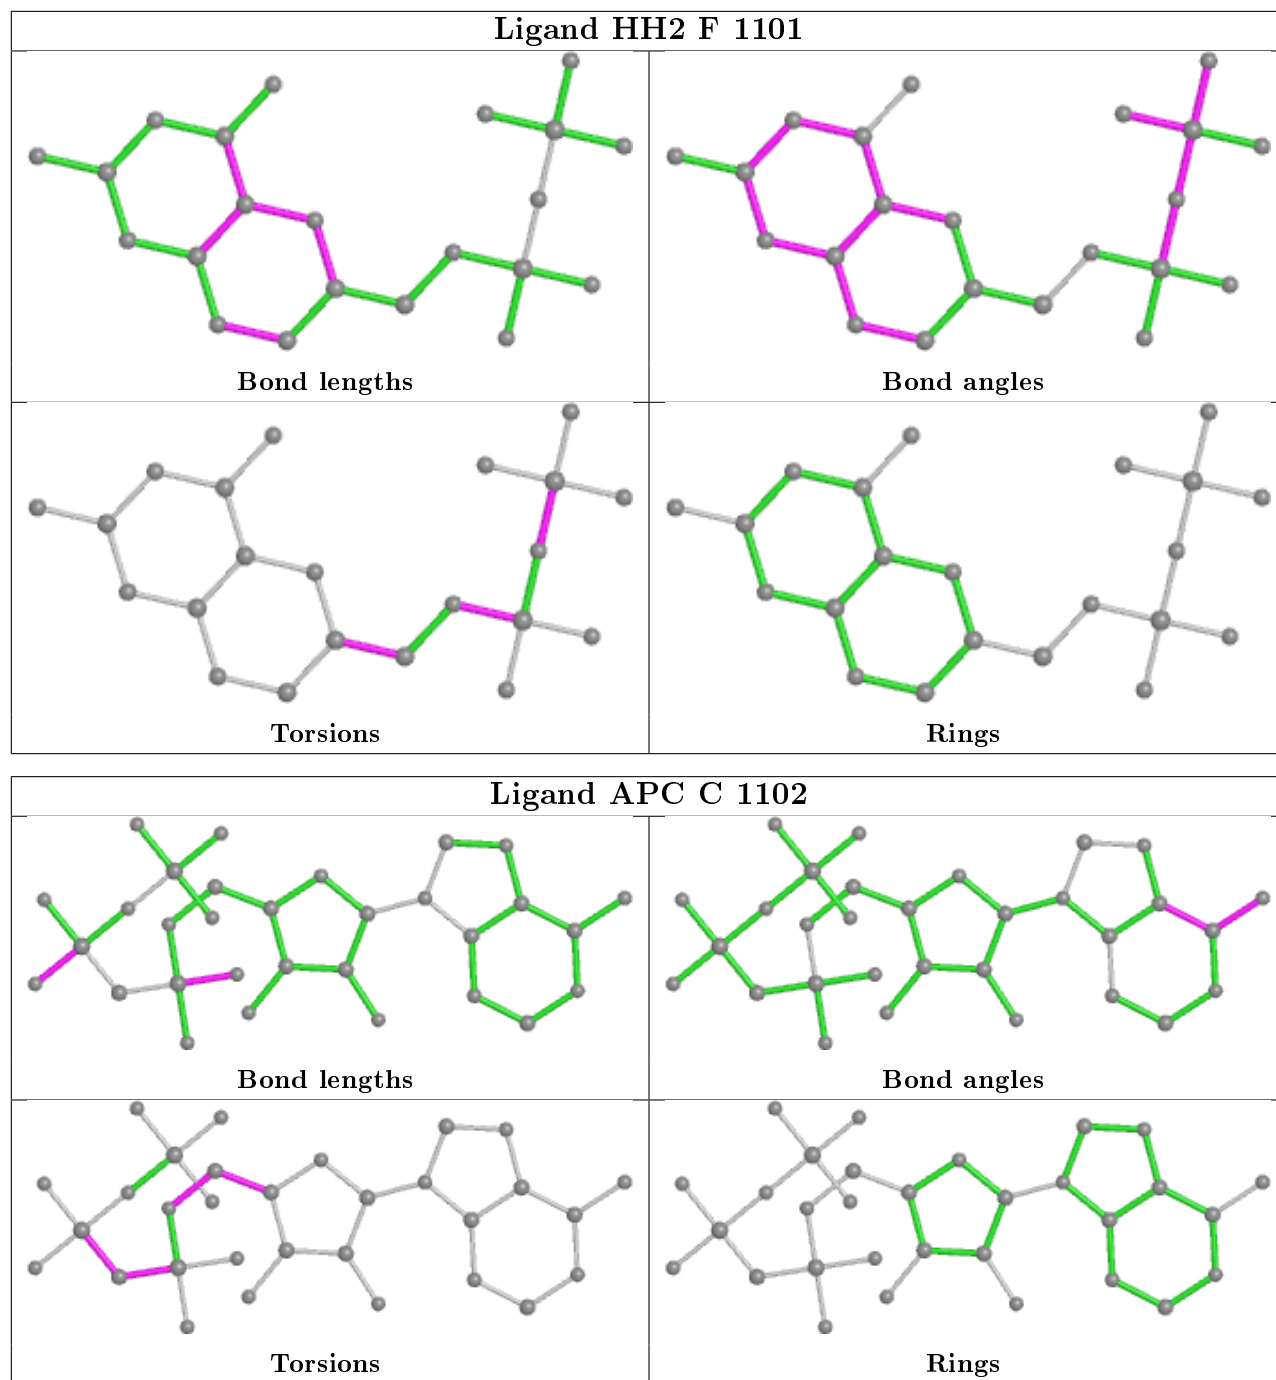 Ligand HH2 F 1101
Bond lengths
Bond angles
Torsions
Rings
Ligand APC C 1102
Bond lengths
Bond angles
Torsions
Rings